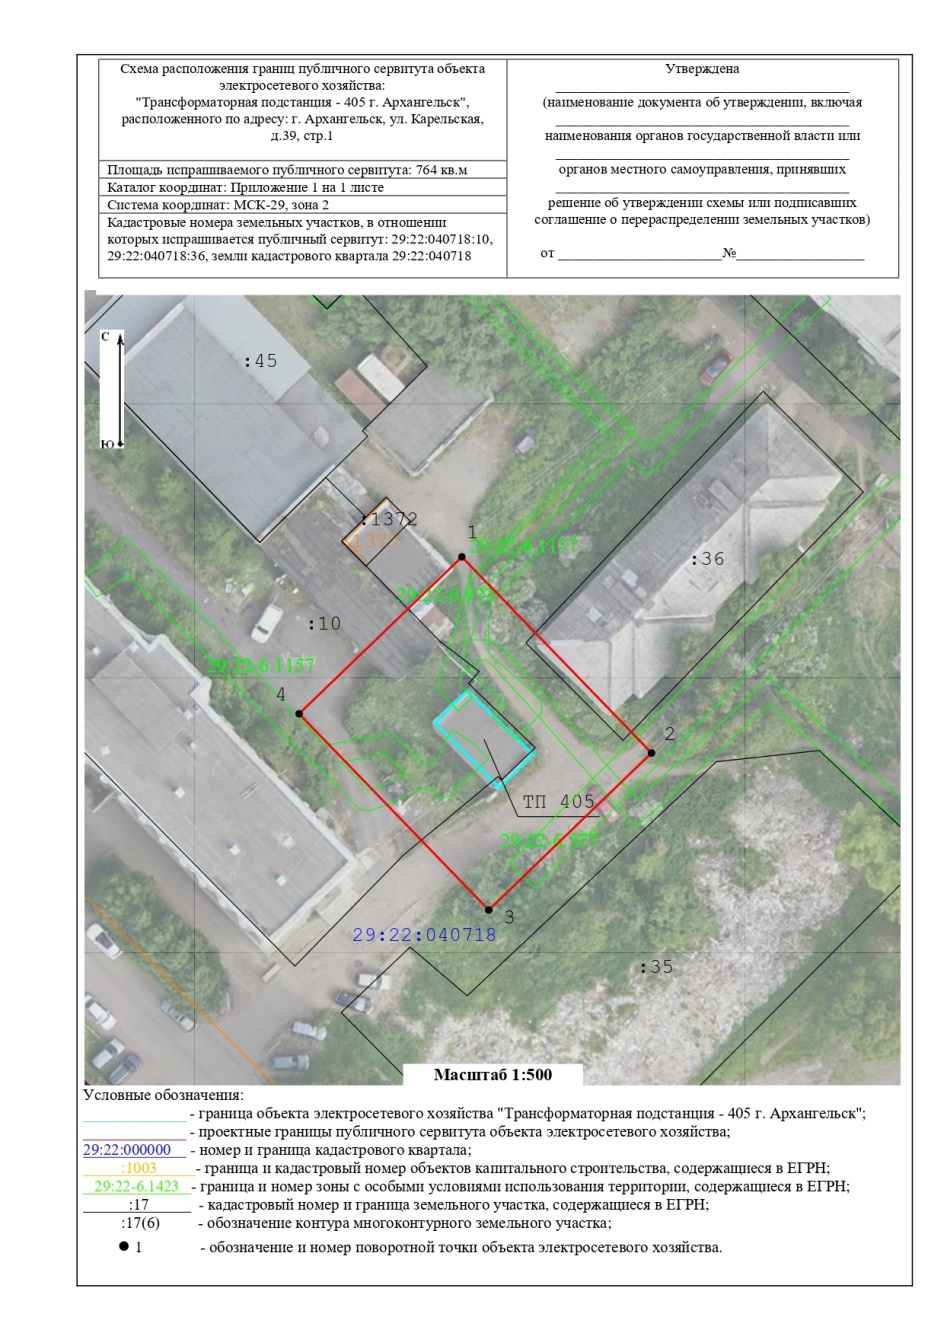 Схема расположения границ публичного сервитута объекта
электросетевого хозяйства:
"Трансформаторная подстанция - 405 г. Архангельск",
расположенного по адресу: г. Архангельск, ул. Карельская,
д.39, стр.1
Площадь испрашиваемого публичного сервитута: 764 кв.м
Каталог координат: Приложение 1 на 1 листе
Система координат: МСК-29, зона 2
Кадастровые номера земельных участков, в отношении
которых испрашивается публичный сервитут: 29:22:040718:10,
29:22:040718:36, земли кадастрового квартала 29:22:040718
Утверждена
(наименование документа об утверждении, включая
наименования органов государственной власти или
органов местного самоуправления, принявших
решение об утверждении схемы или подписавших
соглашение о перераспределении земельных участков)
от ________________________№___________________
С
:45
Ю
:1372
1
29:22-6.1157
:36
:10
29:22-6.1157
4
2
ТП 405
3
29:22:040718
:35
Масштаб 1:500
Условные обозначения:
- граница объекта электросетевого хозяйства "Трансформаторная подстанция - 405 г. Архангельск";
- проектные границы публичного сервитута объекта электросетевого хозяйства;
29:22:000000 - номер и граница кадастрового квартала;
:1003 - граница и кадастровый номер объектов капитального строительства, содержащиеся в ЕГРН;
29:22-6.1423 - граница и номер зоны с особыми условиями использования территории, содержащиеся в ЕГРН;
:17 - кадастровый номер и граница земельного участка, содержащиеся в ЕГРН;
:17(6) - обозначение контура многоконтурного земельного участка;
1 - обозначение и номер поворотной точки объекта электросетевого хозяйства.